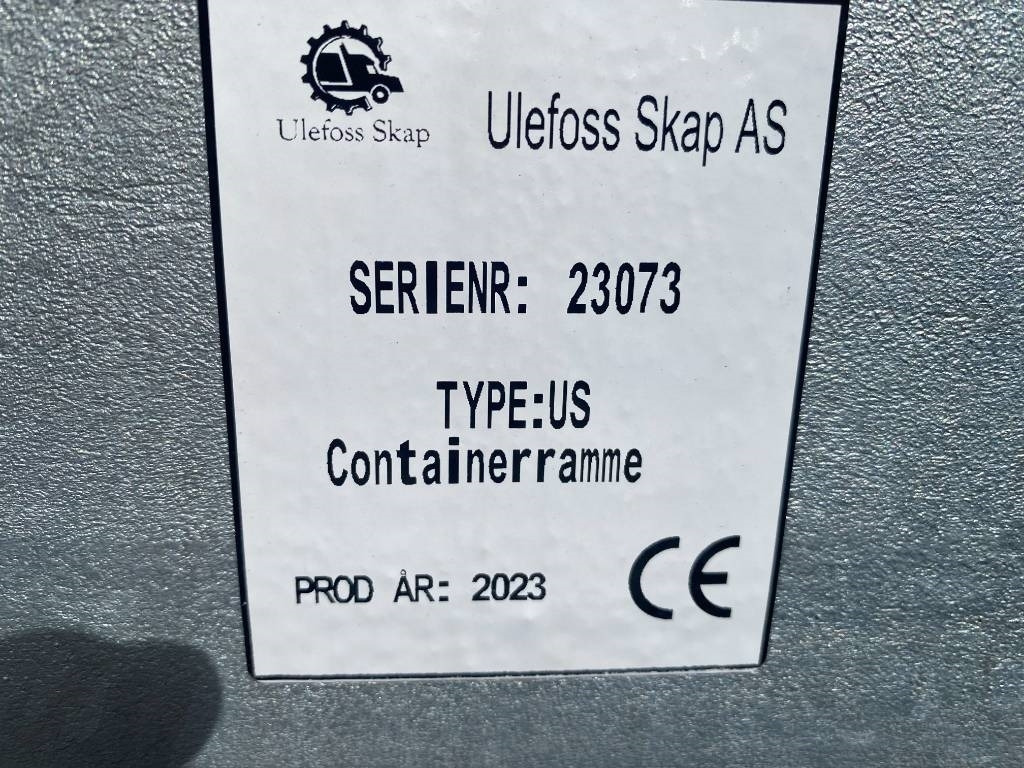 Ulefoss Skap
Ulefoss Skap AS
SERIENR: 23073
TYPE:US
Containerramme
PROD ÅR: 2023
CE